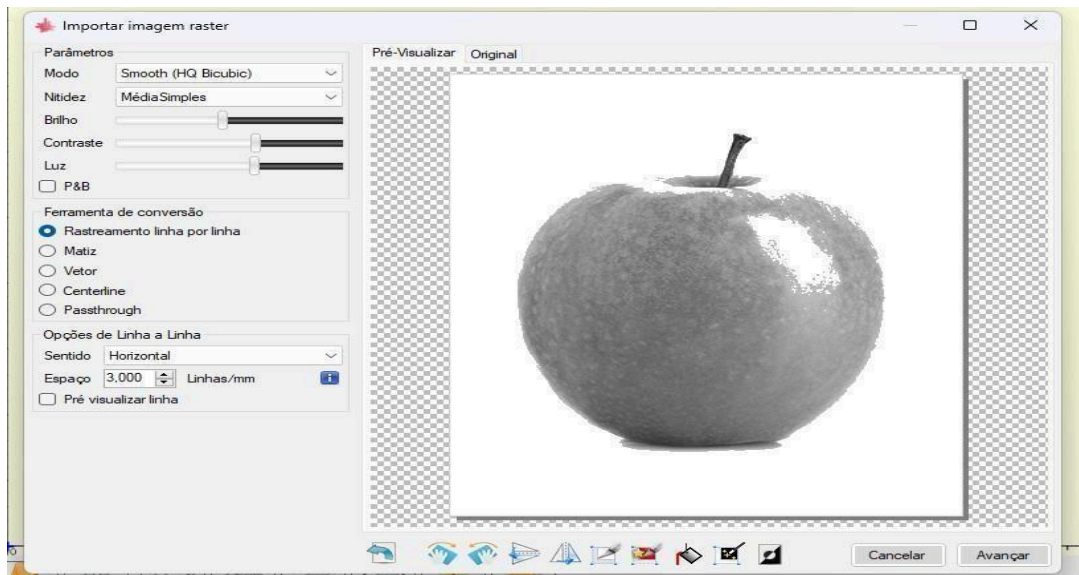 Importar imagem raster
Parâmetros
Modo Smooth (HQ Bicubic)
Nitidez MédiaSimples
Brilho
Contraste
Luz
P&B
Ferramenta de conversão
Rastreamento linha por linha
Matiz
Vetor
Centerline
Passthrough
Opções de Linha a Linha
Sentido Horizontal
Espaço 3,000 Linhas/mm
Pré visualizar linha
Pré-Visualizar Original
Cancelar Avançar